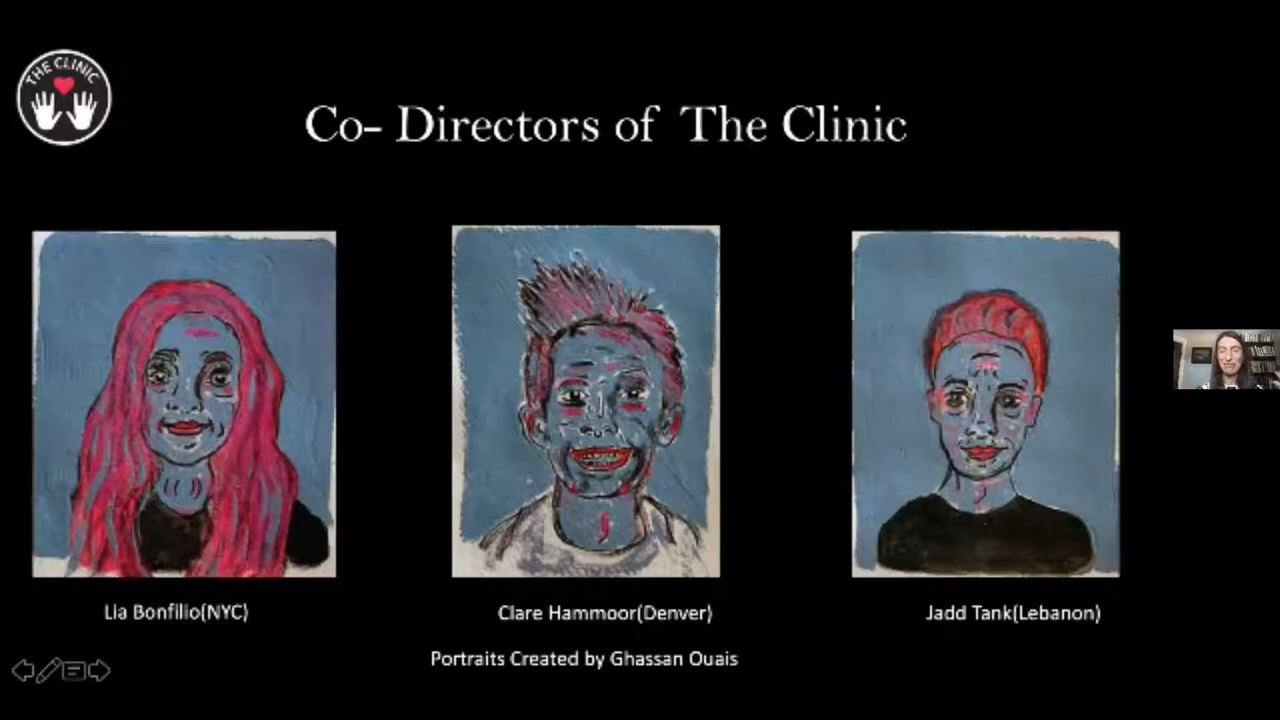 THE CLINIC
Co- Directors of The Clinic
Lia Bonfilio(NYC)
Clare Hammoor(Denver)
Jadd Tank(Lebanon)
Portraits Created by Ghassan Ouais